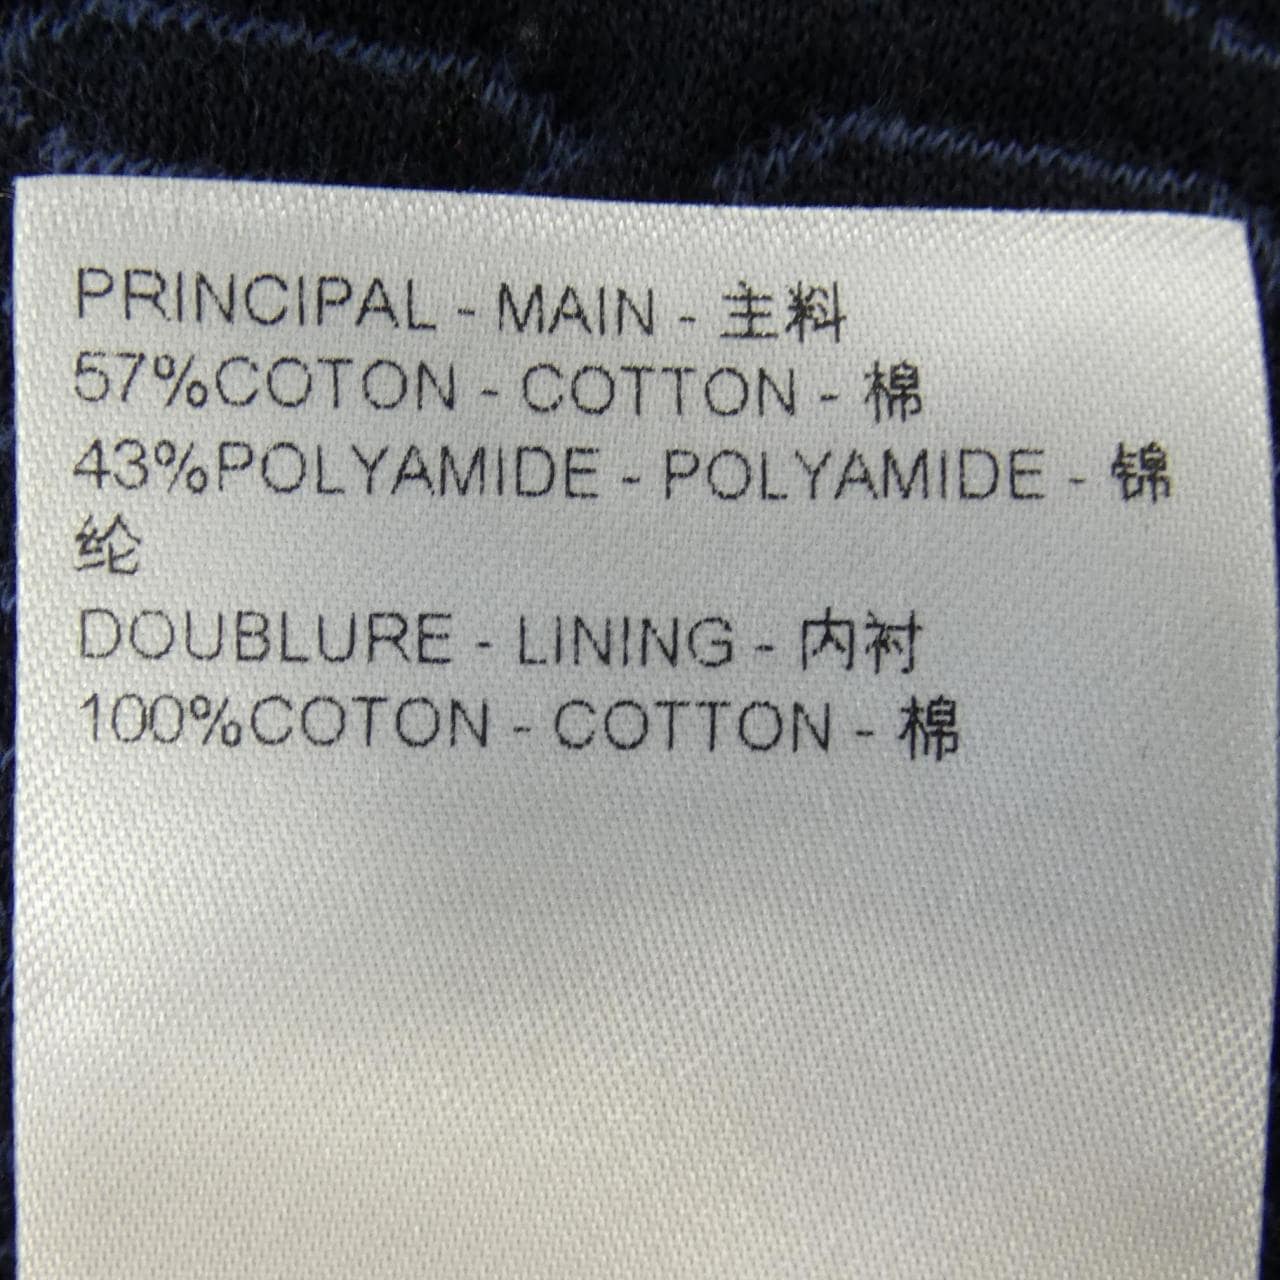 PRINCIPAL - MAIN - 主料
57%COTON - COTTON - 棉
43%POLYAMIDE - POLYAMIDE - 锦
纶
DOUBLURE - LINING - 内衬
100%COTON - COTTON - 棉